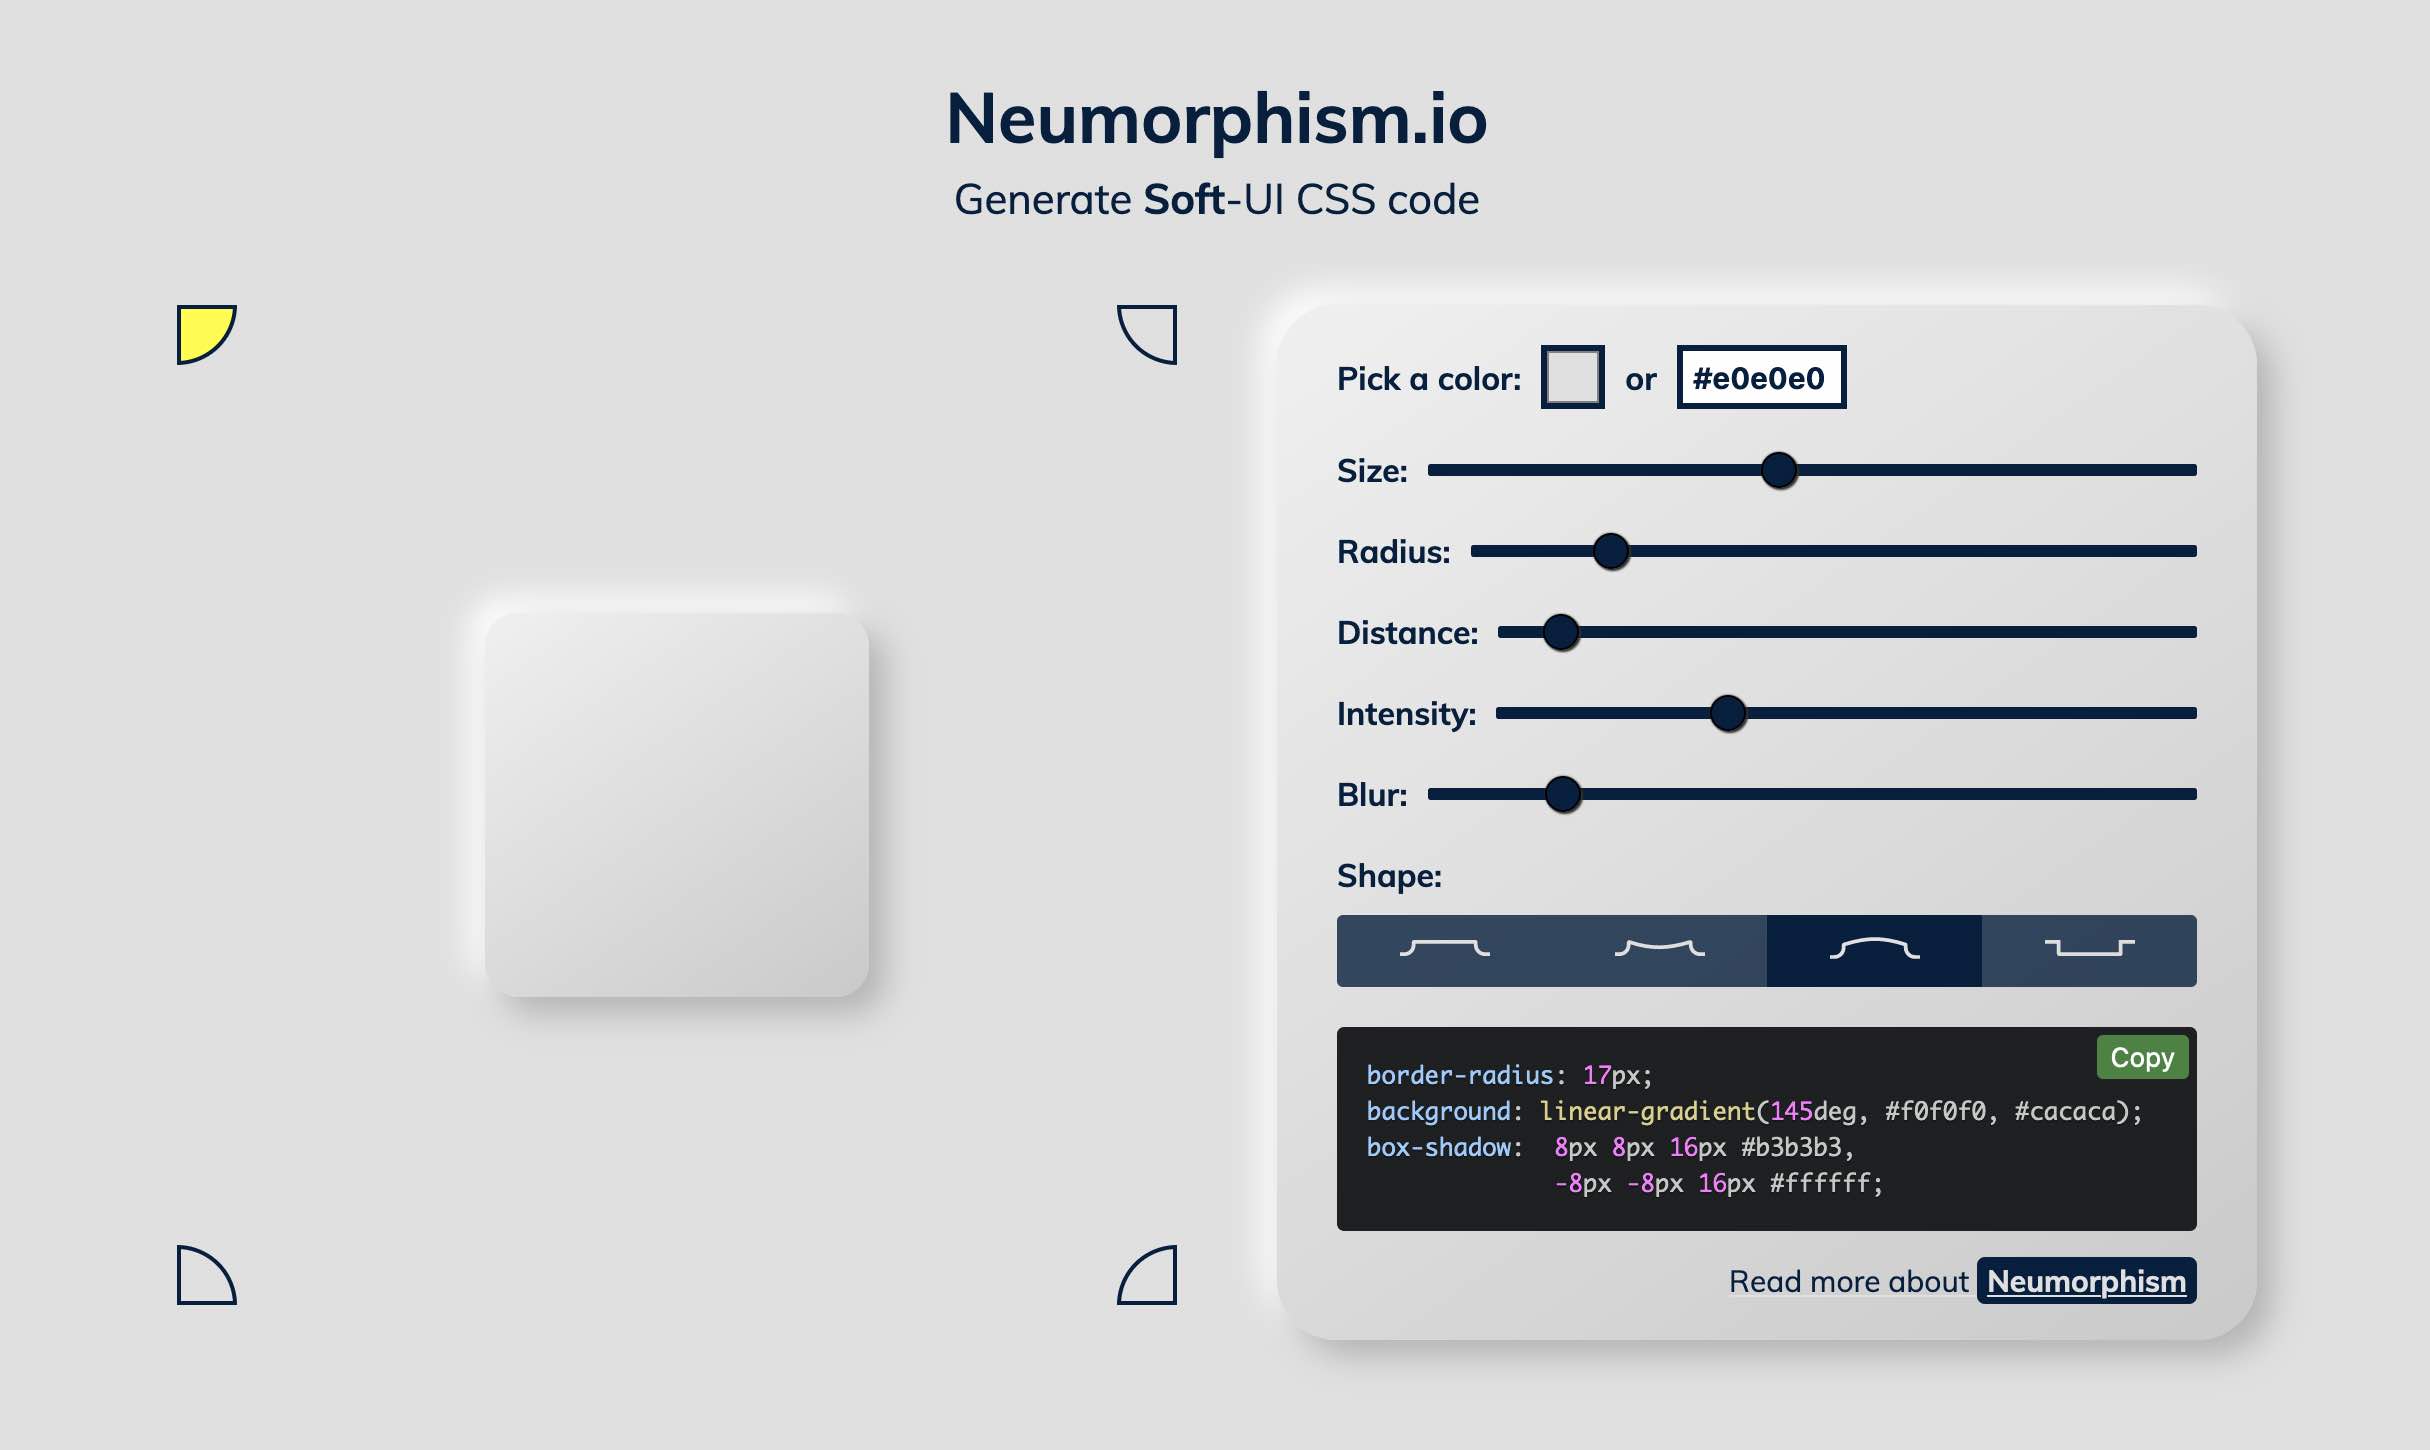 Neumorphism.io
Generate Soft-UI CSS code
Pick a color: or #e0e0e0
Size:
Radius:
Distance:
Intensity:
Blur:
Shape:
Copy
border-radius: 17px;
background: linear-gradient(145deg, #f0f0f0, #cacaca);
box-shadow:  8px 8px 16px #b3b3b3,
             -8px -8px 16px #ffffff;
Read more about Neumorphism